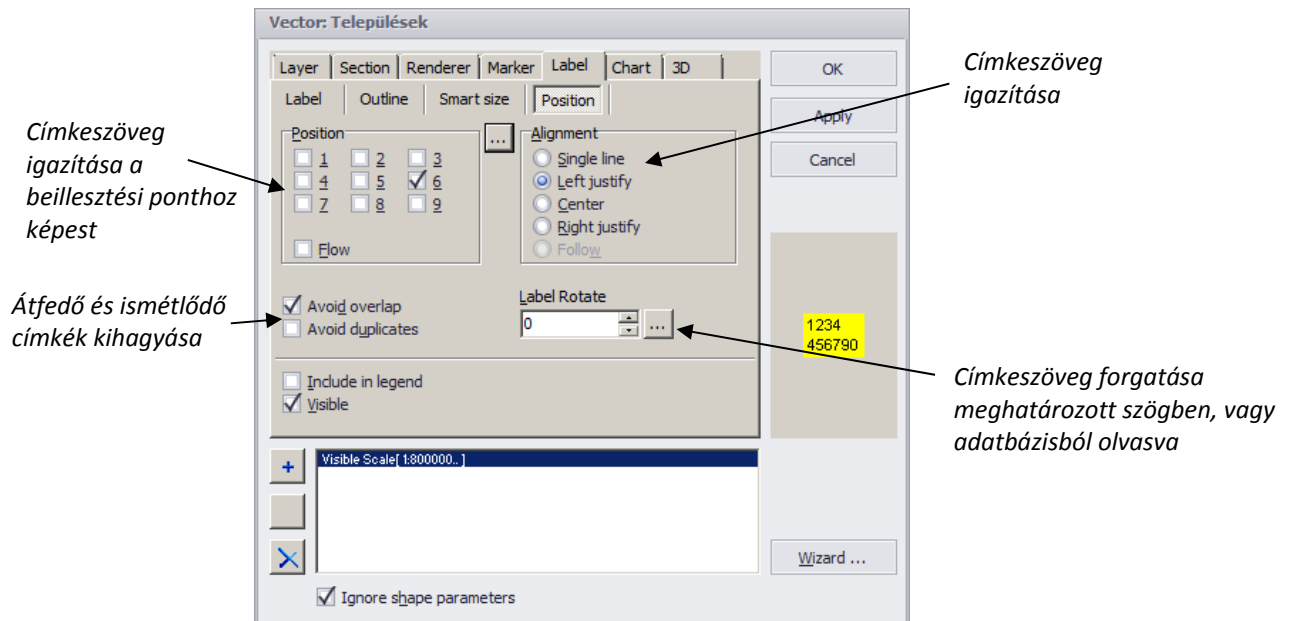 Vector: Települések
Layer Section Renderer Marker Label Chart 3D
Label Outline Smart size Position
Position
1 2 3
4 5 6
7 8 9
Flow
...
Alignment
Single line
Left justify
Center
Right justify
Follow
Avoid overlap
Avoid duplicates
Label Rotate
0 ...
Include in legend
Visible
Visible Scale[ 1:800000.. ]
Ignore shape parameters
OK
Apply
Cancel
1234
456790
Wizard ...
Címkeszöveg
igazítása a
beillesztési ponthoz
képest
Átfedő és ismétlődő
címkék kihagyása
Címkeszöveg
igazítása
Címkeszöveg forgatása
meghatározott szögben, vagy
adatbázisból olvasva